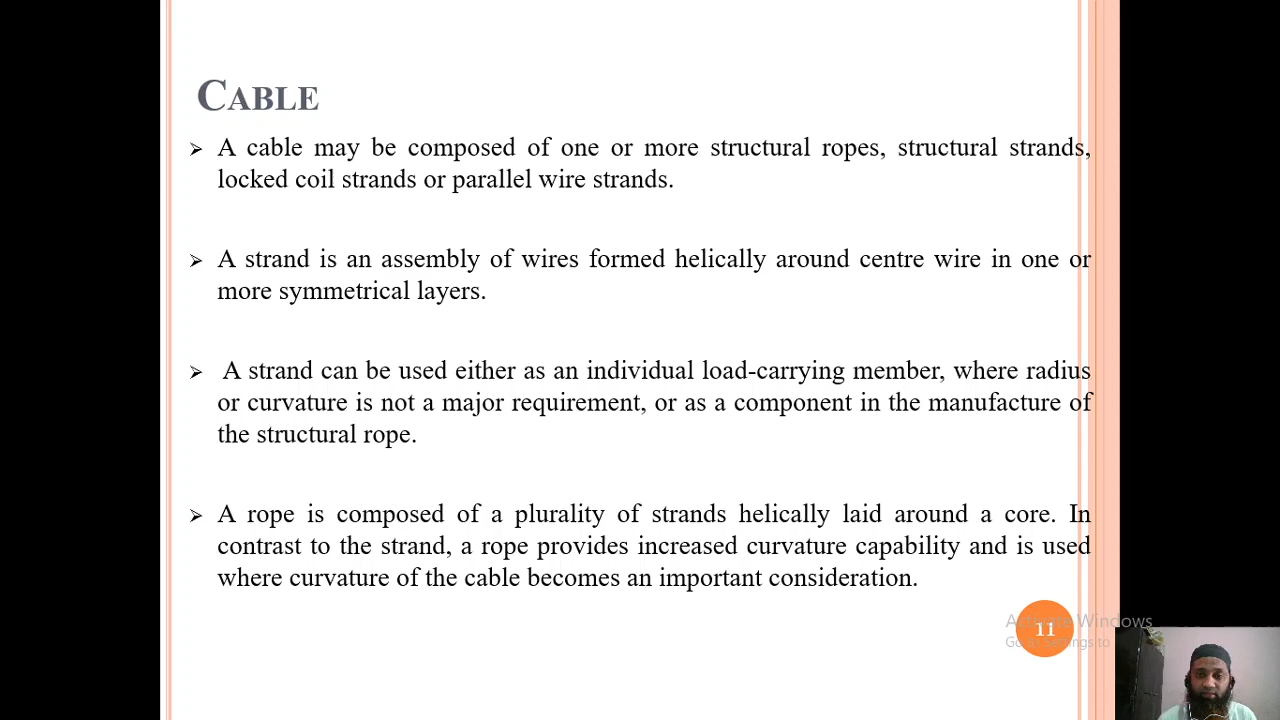 CABLE
➢ A cable may be composed of one or more structural ropes, structural strands,
locked coil strands or parallel wire strands.
➢ A strand is an assembly of wires formed helically around centre wire in one or
more symmetrical layers.
➢ A strand can be used either as an individual load-carrying member, where radius
or curvature is not a major requirement, or as a component in the manufacture of
the structural rope.
➢ A rope is composed of a plurality of strands helically laid around a core. In
contrast to the strand, a rope provides increased curvature capability and is used
where curvature of the cable becomes an important consideration.
Activate Windows
11
Go to Settings to